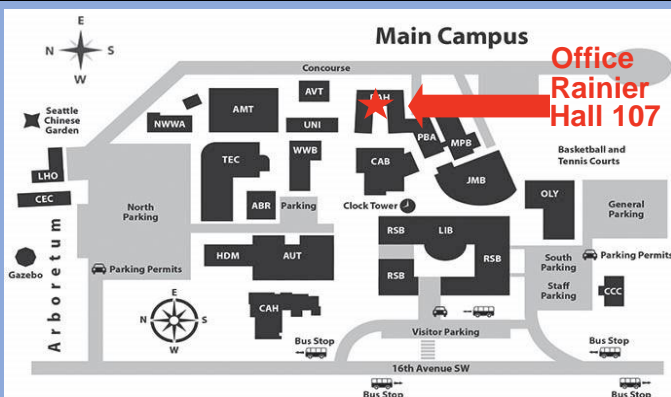 Main Campus
E
N
S
W
Concourse
Office
Rainier
Hall 107
AVT
AMT
NWWA
UNI
PBA
MPB
Seattle
Chinese
Garden
TEC
WWB
CAB
JMB
Basketball and
Tennis Courts
LHO
CEC
North
Parking
ABR
Parking
Clock Tower
OLY
General
Parking
RSB
LIB
RSB
RSB
HDM
AUT
South
Parking
Parking Permits
Staff
Parking
CCC
Gazebo
Arboretum
Parking Permits
E
N
S
W
CAH
Visitor Parking
Bus Stop
Bus Stop
16th Avenue SW
Bus Stop
Bus Stop